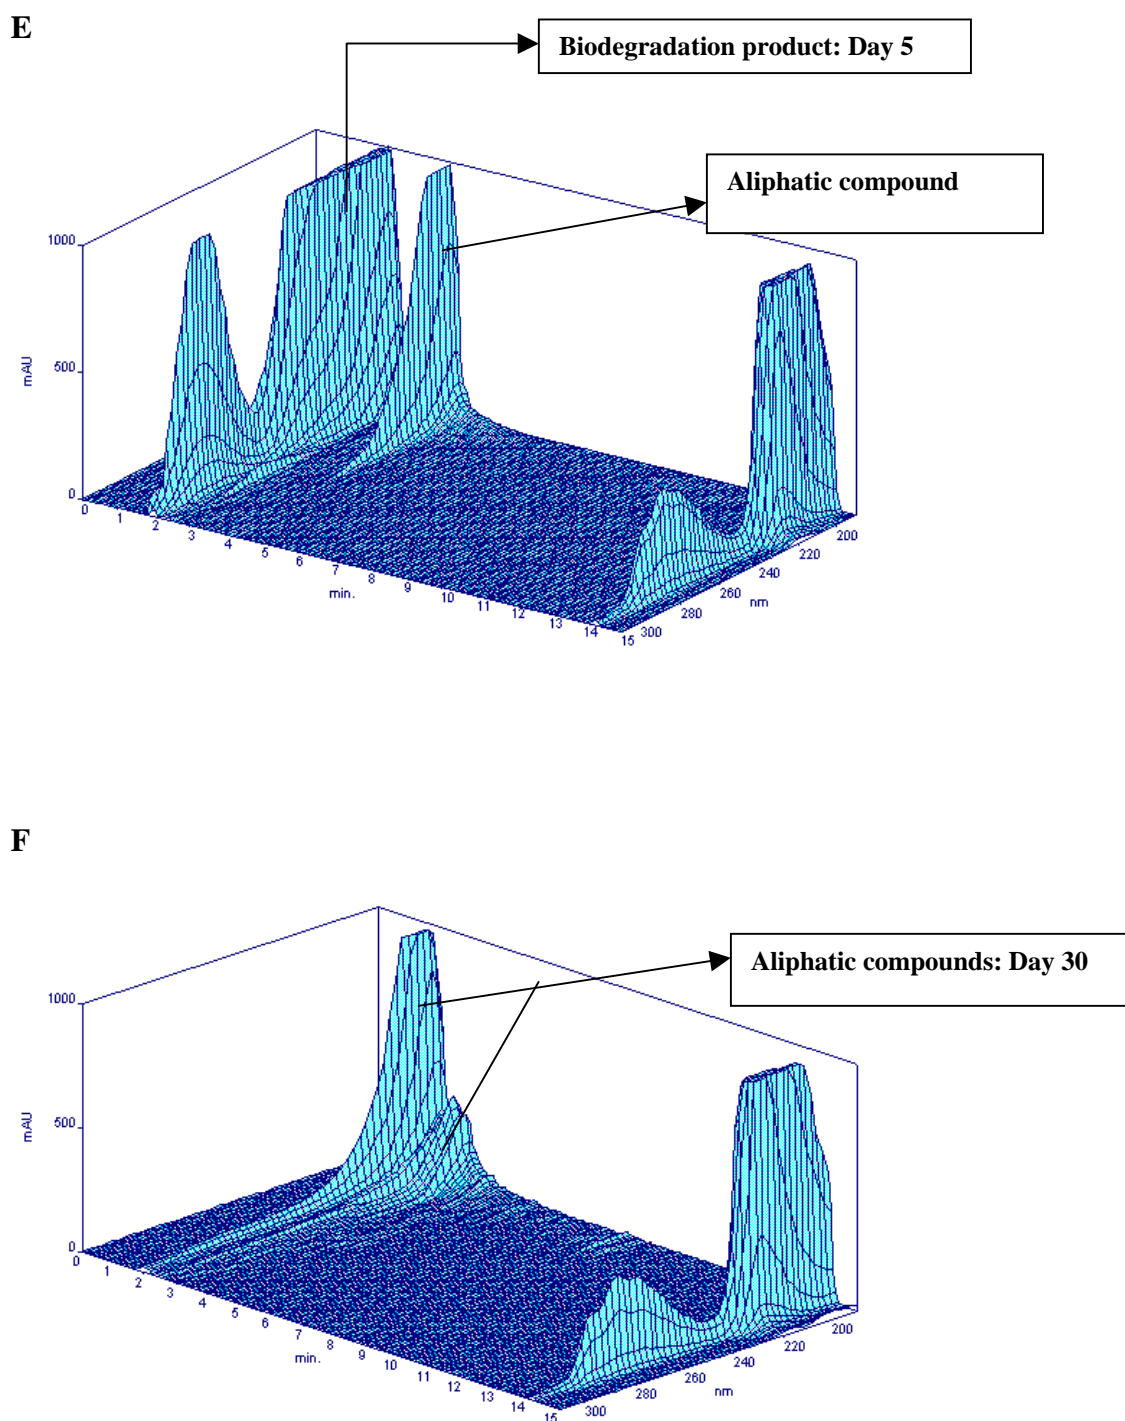 E
Biodegradation product: Day 5
Aliphatic compound
1000
500
0
mAU
0 1 2 3 4 5 6 7 8 9 10 11 12 13 14 15
min.
300 280 260 240 220 200
nm
F
Aliphatic compounds: Day 30
1000
500
0
mAU
0 1 2 3 4 5 6 7 8 9 10 11 12 13 14 15
min.
300 280 260 240 220 200
nm